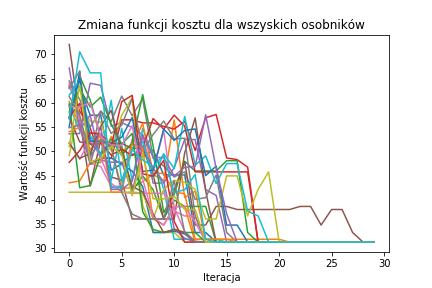 Zmiana funkcji kosztu dla wszyskich osobników
Wartość funkcji kosztu
70
65
60
55
50
45
40
35
30
0 5 10 15 20 25 30
Iteracja